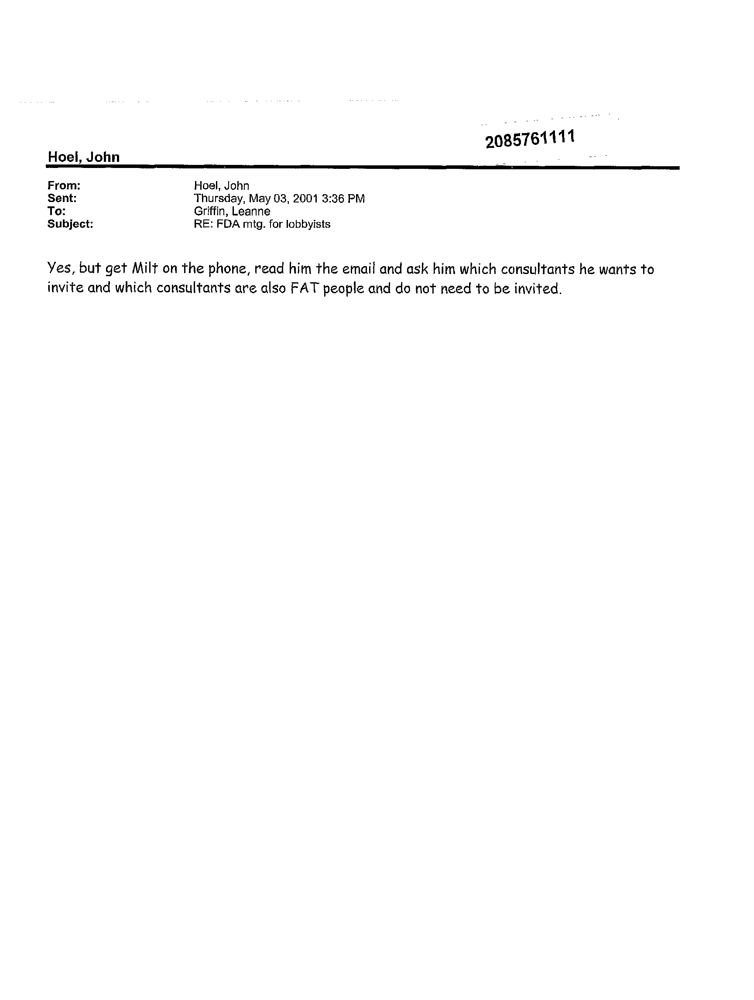 2085761111
Hoel, John
From: Hoel, John
Sent: Thursday, May 03, 2001 3:36 PM
To: Griffin, Leanne
Subject: RE: FDA mtg. for lobbyists
Yes, but get Milt on the phone, read him the email and ask him which consultants he wants to
invite and which consultants are also FAT people and do not need to be invited.